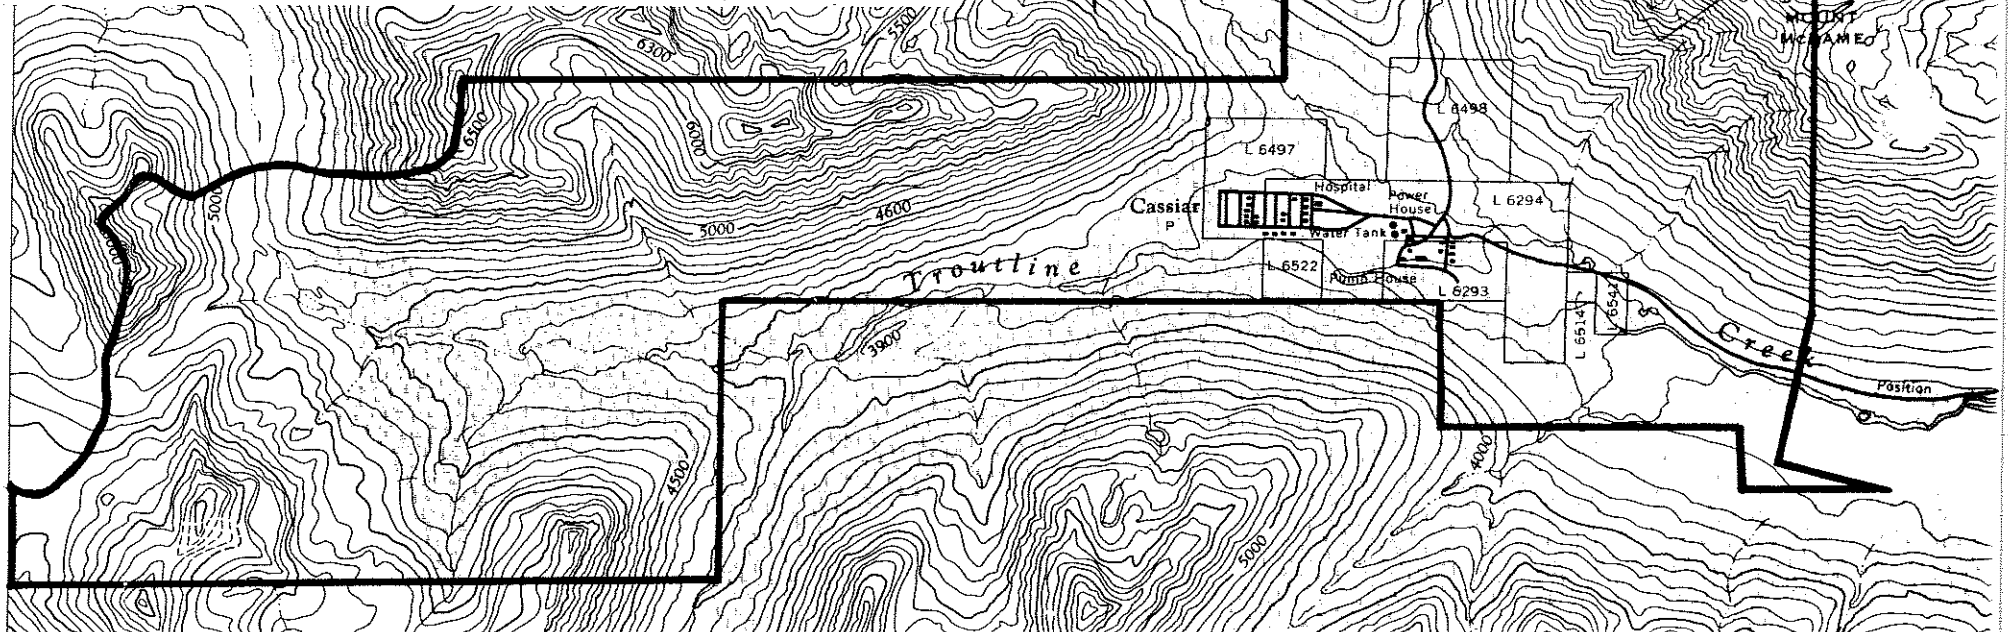 MOUNT
McDAME
5500
6300
6500
6000
L 6498
L 6497
Hospital
Power
House
L 6294
Cassiar
P
5000
4600
5000
Water Tank
Troutline
L 6522
Pump House
L 6293
L 6514
3900
Creek
Position
4500
4000
5000